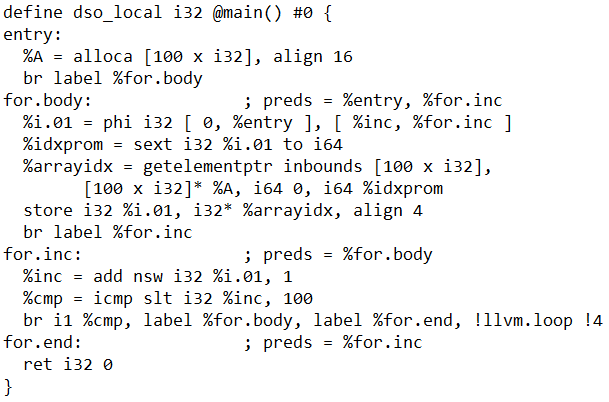 define dso_local i32 @main() #0 {
entry:
  %A = alloca [100 x i32], align 16
  br label %for.body
for.body:               ; preds = %entry, %for.inc
  %i.01 = phi i32 [ 0, %entry ], [ %inc, %for.inc ]
  %idxprom = sext i32 %i.01 to i64
  %arrayidx = getelementptr inbounds [100 x i32],
        [100 x i32]* %A, i64 0, i64 %idxprom
  store i32 %i.01, i32* %arrayidx, align 4
  br label %for.inc
for.inc:                ; preds = %for.body
  %inc = add nsw i32 %i.01, 1
  %cmp = icmp slt i32 %inc, 100
  br i1 %cmp, label %for.body, label %for.end, !llvm.loop !4
for.end:                ; preds = %for.inc
  ret i32 0
}